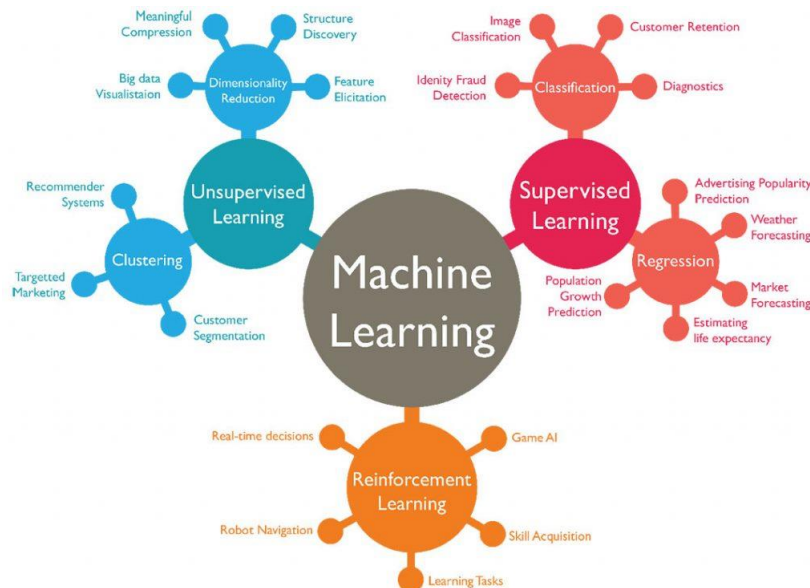 Meaningful
Compression
Structure
Discovery
Big data
Visualistaion
Dimensionality
Reduction
Feature
Elicitation
Unsupervised
Learning
Recommender
Systems
Clustering
Targetted
Marketing
Customer
Segmentation
Machine
Learning
Image
Classification
Customer Retention
Idenity Fraud
Detection
Classification
Diagnostics
Supervised
Learning
Advertising Popularity
Prediction
Weather
Forecasting
Regression
Population
Growth
Prediction
Market
Forecasting
Estimating
life expectancy
Real-time decisions
Game AI
Reinforcement
Learning
Robot Navigation
Skill Acquisition
Learning Tasks